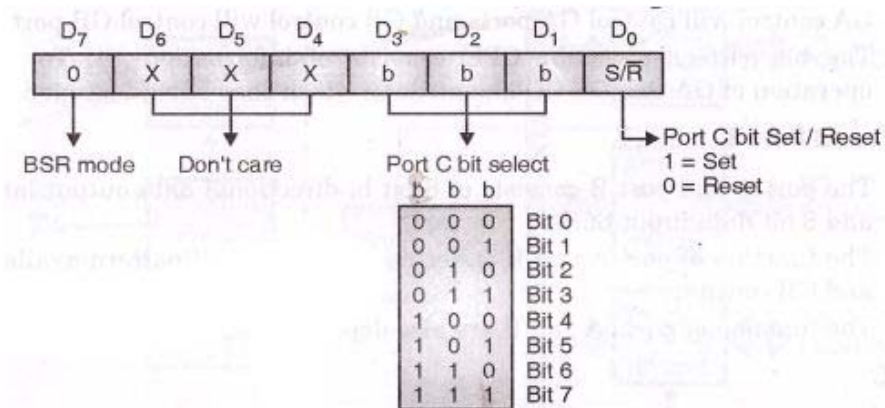 D7 D6 D5 D4 D3 D2 D1 D0
0 X X X b b b S/R̅
BSR mode
Don't care
Port C bit select
Port C bit Set / Reset
1 = Set
0 = Reset
b b b
0 0 0 Bit 0
0 0 1 Bit 1
0 1 0 Bit 2
0 1 1 Bit 3
1 0 0 Bit 4
1 0 1 Bit 5
1 1 0 Bit 6
1 1 1 Bit 7